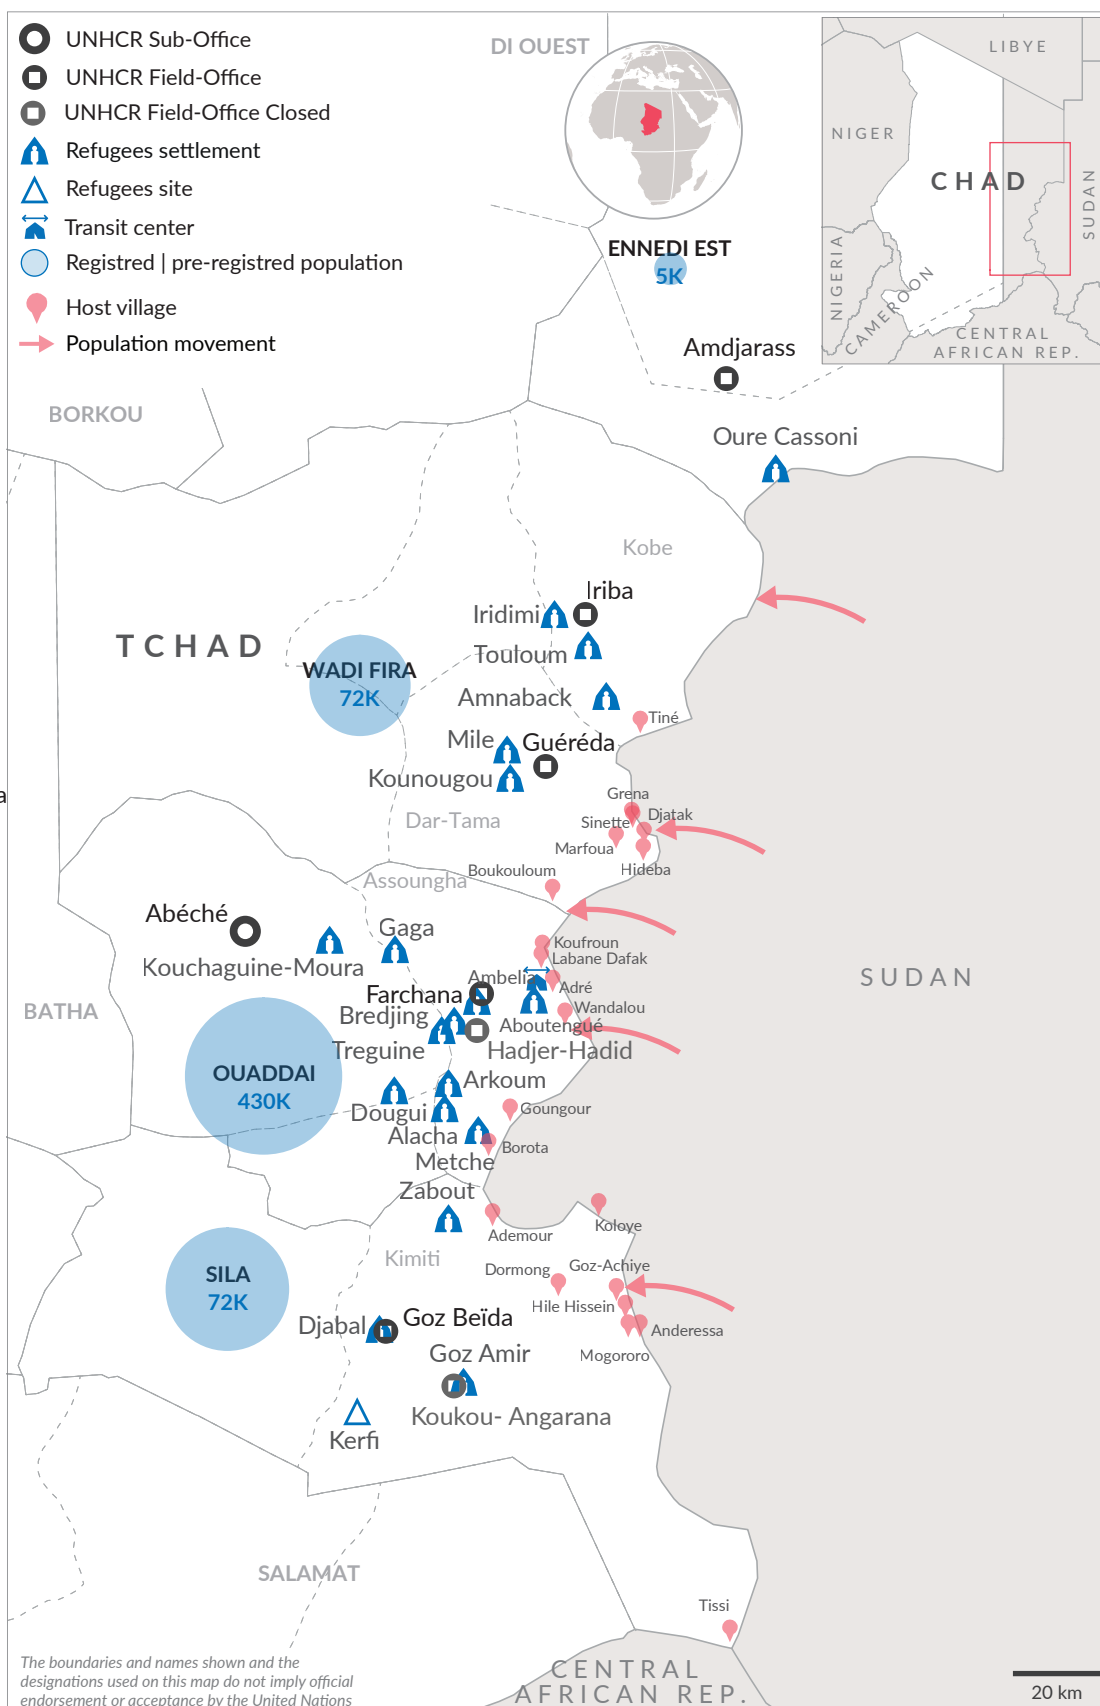 UNHCR Sub-Office
UNHCR Field-Office
UNHCR Field-Office Closed
Refugees settlement
Refugees site
Transit center
Registred | pre-registred population
Host village
Population movement
DI OUEST
LIBYE
NIGER
CHAD
SUDAN
NIGERIA
CAMEROON
CENTRAL
AFRICAN REP.
ENNEDI EST
5K
Amdjarass
BORKOU
Oure Cassoni
Kobe
Iriba
Iridimi
TCHAD
Touloum
WADI FIRA
72K
Amnaback
Tiné
Mile
Guéréda
Kounougou
a
Grena
Djatak
Sinette
Dar-Tama
Marfoua
Hideba
Boukouloum
Assoungha
Abéché
Gaga
Koufroun
Labane Dafak
Kouchaguine-Moura
Ambelia
SUDAN
Adré
Farchana
Wandalou
BATHA
Bredjing
Aboutengué
Treguine
Hadjer-Hadid
OUADDAI
430K
Arkoum
Dougui
Goungour
Alacha
Borota
Metche
Zabout
Koloye
Ademour
Kimiti
Dormong
Goz-Achiye
SILA
72K
Hile Hissein
Djabal
Goz Beïda
Anderessa
Goz Amir
Mogororo
Koukou- Angarana
Kerfi
SALAMAT
Tissi
The boundaries and names shown and the
designations used on this map do not imply official
endorsement or acceptance by the United Nations
CENTRAL
AFRICAN REP.
20 km